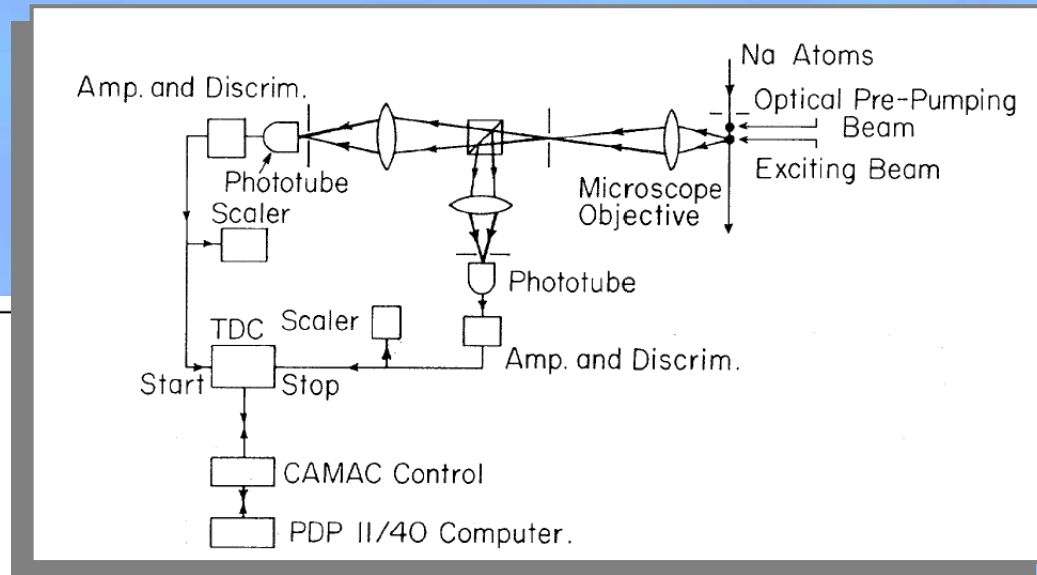 Na Atoms
Amp. and Discrim.
Optical Pre-Pumping
Beam
Exciting Beam
Microscope
Objective
Phototube
Scaler
Phototube
TDC
Scaler
Amp. and Discrim.
Start
Stop
CAMAC Control
PDP 11/40 Computer.